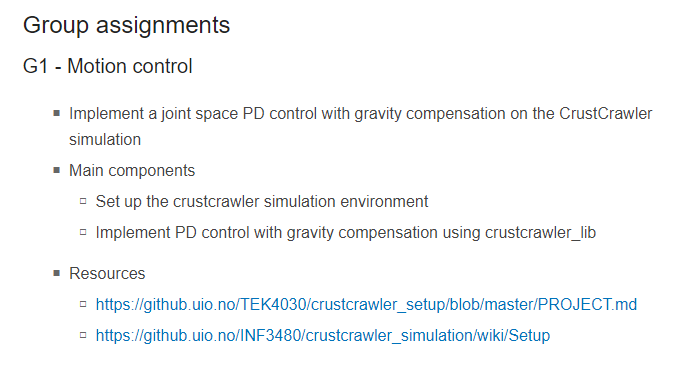 Group assignments
G1 - Motion control
Implement a joint space PD control with gravity compensation on the CrustCrawler
simulation
Main components
Set up the crustcrawler simulation environment
Implement PD control with gravity compensation using crustcrawler_lib
Resources
https://github.uio.no/TEK4030/crustcrawler_setup/blob/master/PROJECT.md
https://github.uio.no/INF3480/crustcrawler_simulation/wiki/Setup